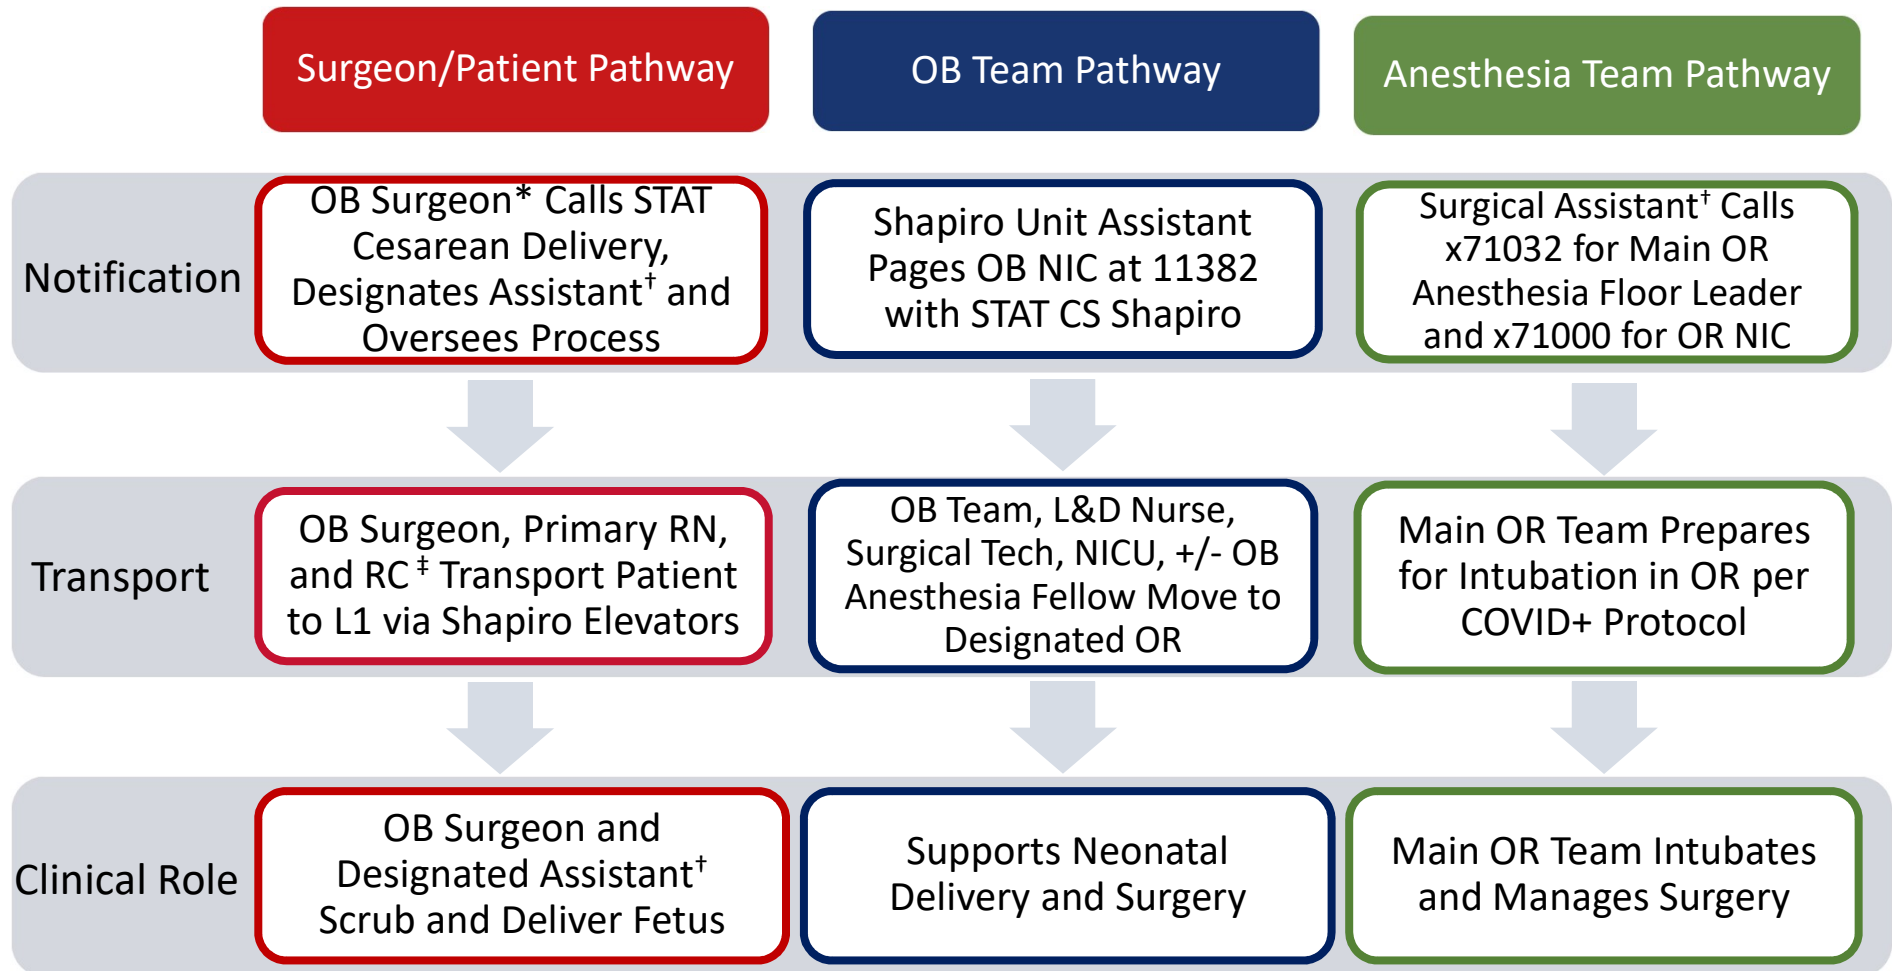 Surgeon/Patient Pathway
OB Team Pathway
Anesthesia Team Pathway
Notification
OB Surgeon* Calls STAT
Cesarean Delivery,
Designates Assistant† and
Oversees Process
Shapiro Unit Assistant
Pages OB NIC at 11382
with STAT CS Shapiro
Surgical Assistant† Calls
x71032 for Main OR
Anesthesia Floor Leader
and x71000 for OR NIC
Transport
OB Surgeon, Primary RN,
and RC‡ Transport Patient
to L1 via Shapiro Elevators
OB Team, L&D Nurse,
Surgical Tech, NICU, +/- OB
Anesthesia Fellow Move to
Designated OR
Main OR Team Prepares
for Intubation in OR per
COVID+ Protocol
Clinical Role
OB Surgeon and
Designated Assistant†
Scrub and Deliver Fetus
Supports Neonatal
Delivery and Surgery
Main OR Team Intubates
and Manages Surgery